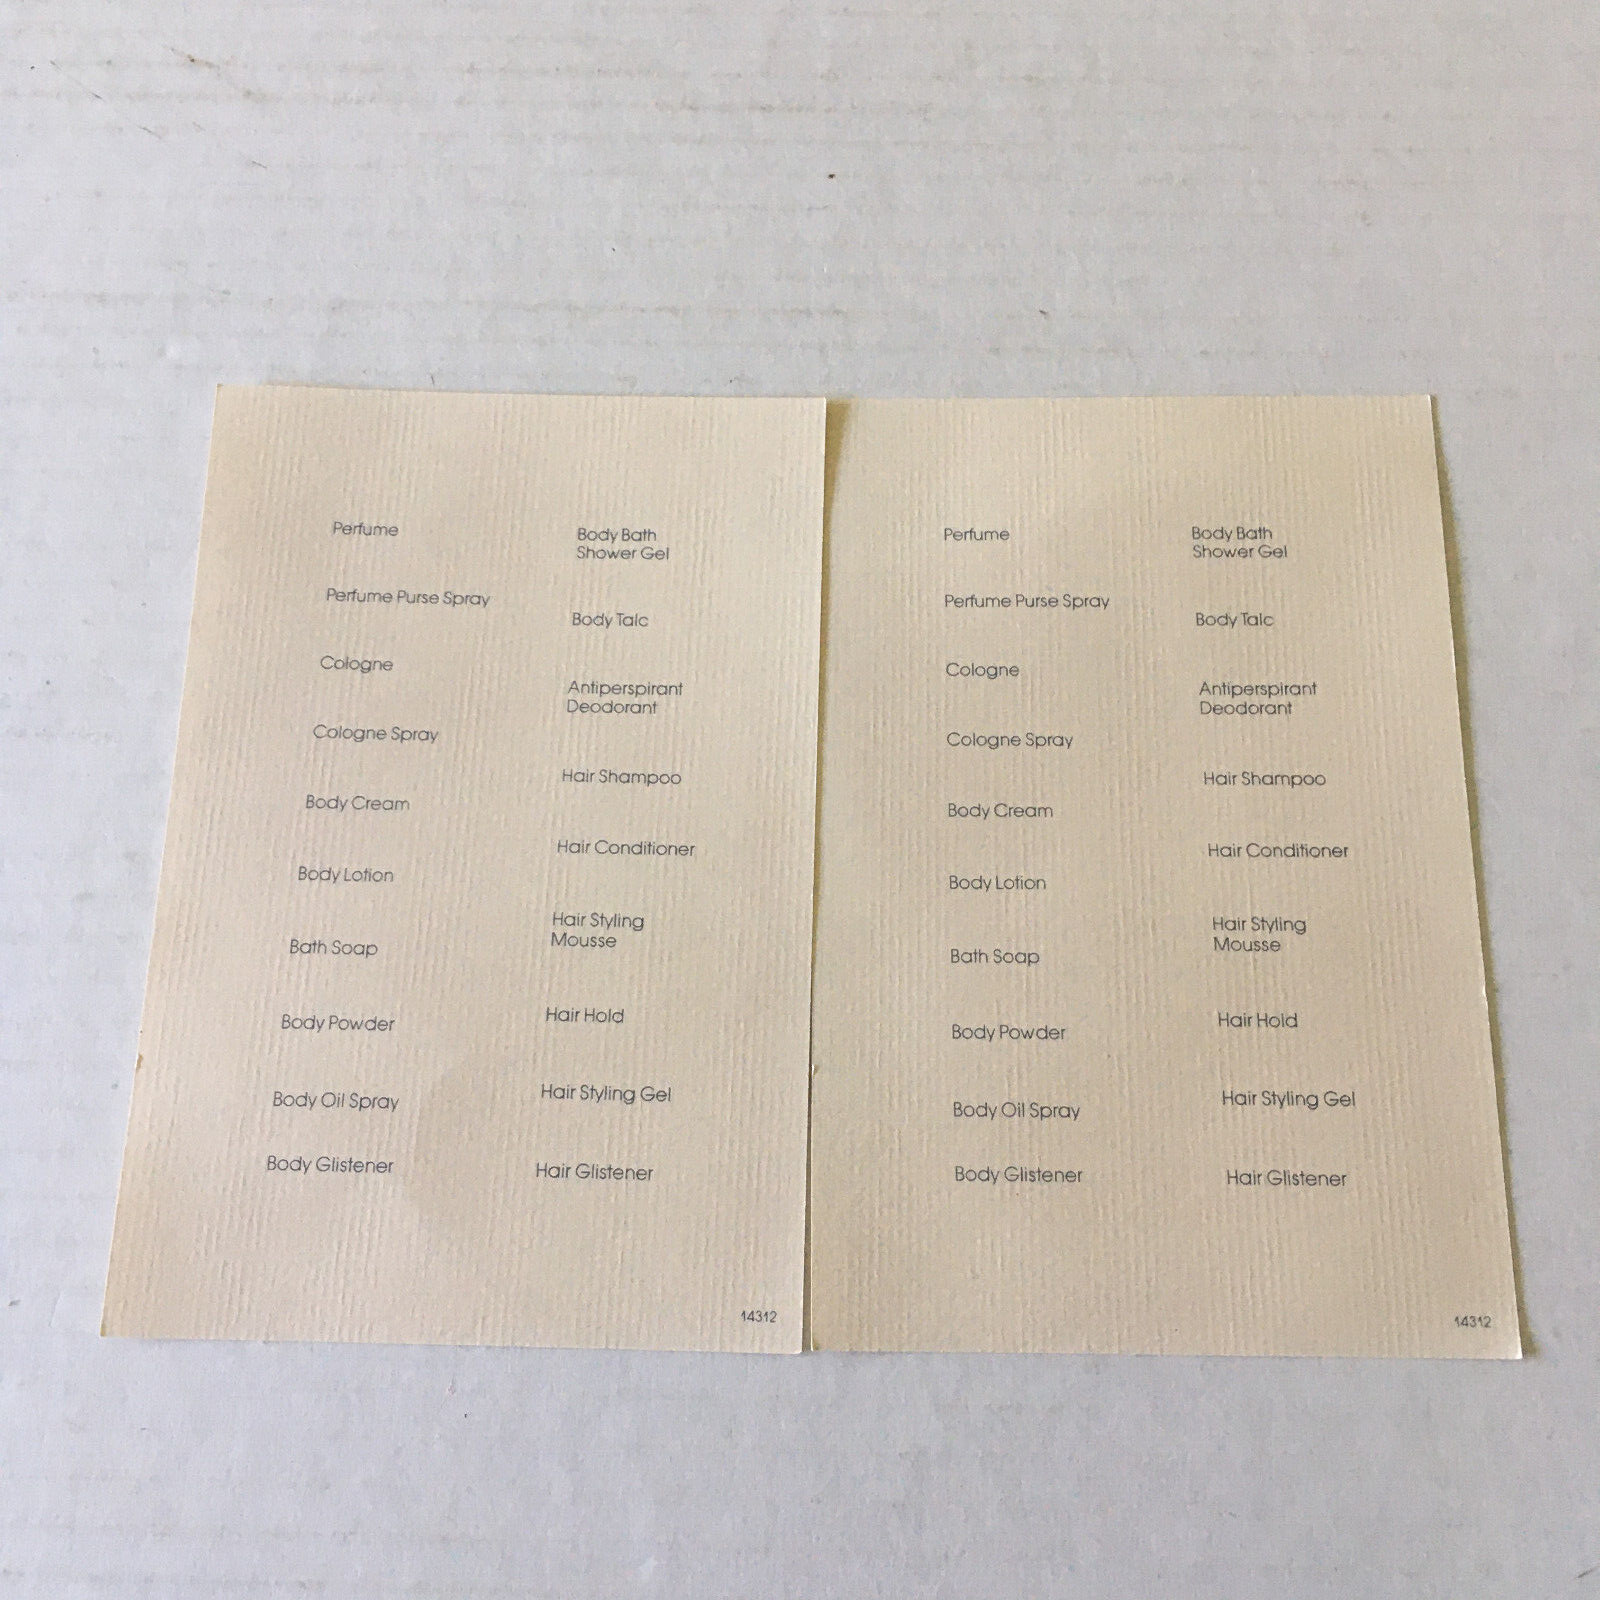 Perfume
Perfume Purse Spray
Cologne
Cologne Spray
Body Cream
Body Lotion
Bath Soap
Body Powder
Body Oil Spray
Body Glistener
Body Bath
Shower Gel
Body Talc
Antiperspirant
Deodorant
Hair Shampoo
Hair Conditioner
Hair Styling
Mousse
Hair Hold
Hair Styling Gel
Hair Glistener
14312
Perfume
Perfume Purse Spray
Cologne
Cologne Spray
Body Cream
Body Lotion
Bath Soap
Body Powder
Body Oil Spray
Body Glistener
Body Bath
Shower Gel
Body Talc
Antiperspirant
Deodorant
Hair Shampoo
Hair Conditioner
Hair Styling
Mousse
Hair Hold
Hair Styling Gel
Hair Glistener
14312